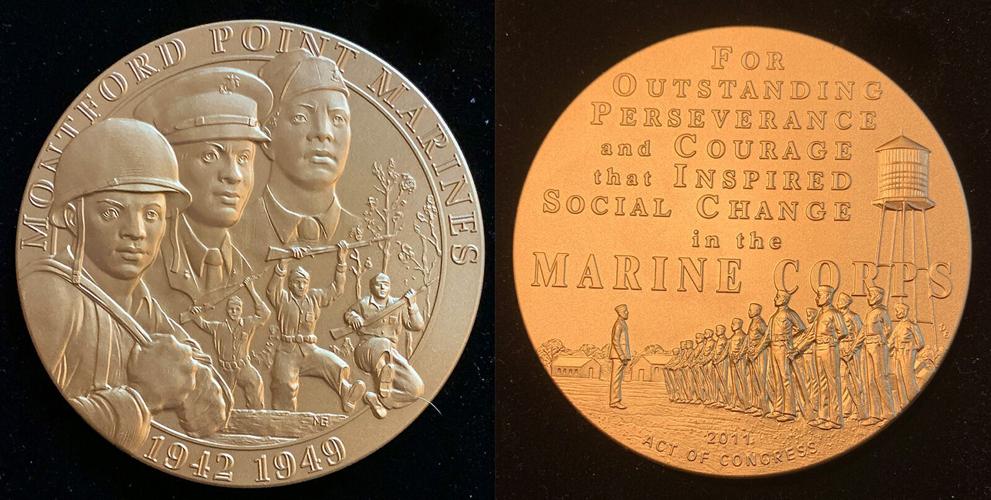 MONTFORD POINT MARINES
1942 1949
MG
FOR
OUTSTANDING
PERSEVERANCE
and COURAGE
that INSPIRED
SOCIAL CHANGE
in the
MARINE CORPS
2011
ACT OF CONGRESS